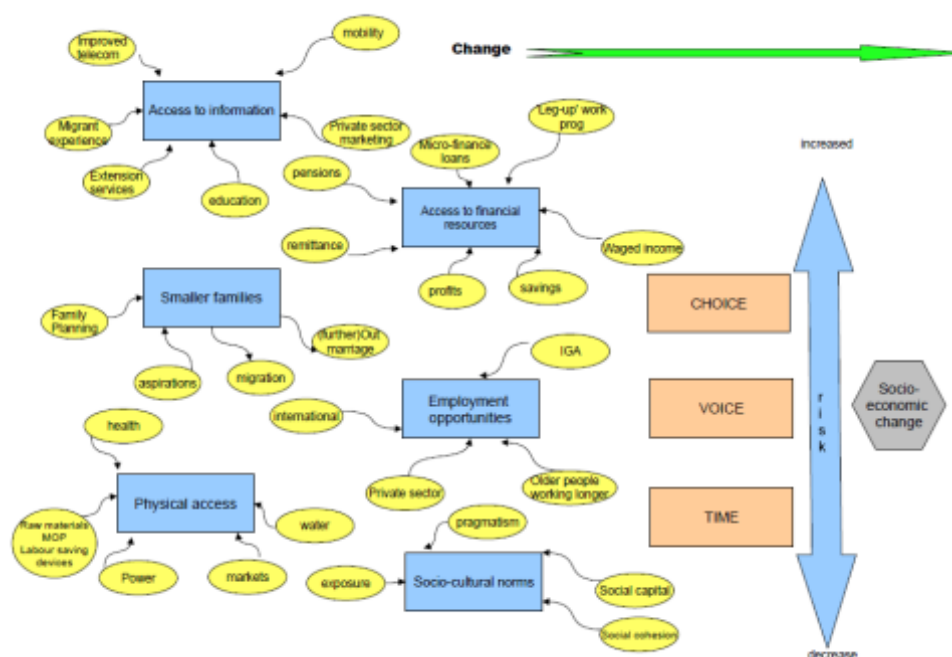 Improved
telecom
mobility
Change
Access to information
Migrant
experience
Private sector
marketing
'Leg-up' work
prog
Micro-finance
loans
increased
Extension
services
education
pensions
Access to financial
resources
remittance
Waged income
profits
savings
Smaller families
Family
Planning
(further)Out
marriage
aspirations
migration
CHOICE
IGA
Employment
opportunities
international
VOICE
risk
Socio-
economic
change
health
Private sector
Older people
working longer
Physical access
Raw materials
MOP
Labour saving
devices
water
Power
markets
pragmatism
TIME
exposure
Socio-cultural norms
Social capital
Social cohesion
decrease